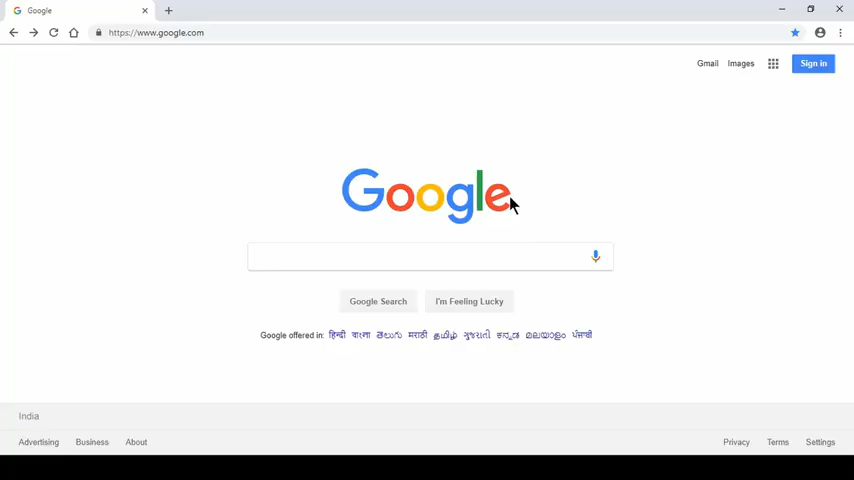 Google
https://www.google.com
Gmail Images Sign in
Google
Google Search I'm Feeling Lucky
Google offered in: हिन्दी বাংলা తెలుగు मराठी தமிழ் ગુજરાતી ಕನ್ನಡ മലയാളം ਪੰਜਾਬੀ
India
Advertising Business About Privacy Terms Settings